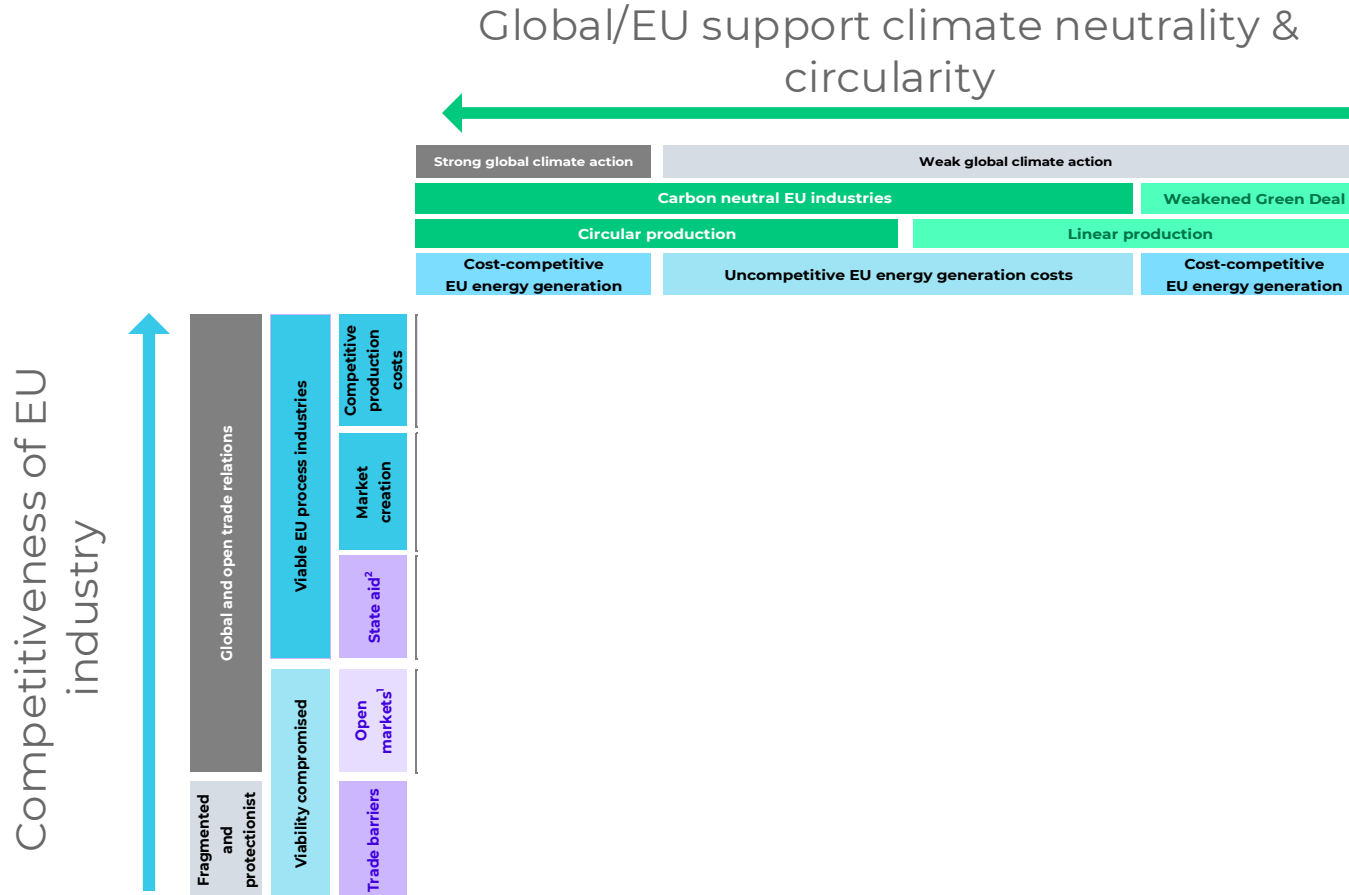 Global/EU support climate neutrality &
circularity
Strong global climate action
Weak global climate action
Carbon neutral EU industries
Weakened Green Deal
Circular production
Linear production
Cost-competitive
EU energy generation
Uncompetitive EU energy generation costs
Cost-competitive
EU energy generation
Competitiveness of EU
industry
Global and open trade relations
Fragmented
and
protectionist
Viable EU process industries
Viability compromised
Competitive
production
costs
Market
creation
State aid²
Open
markets¹
Trade barriers